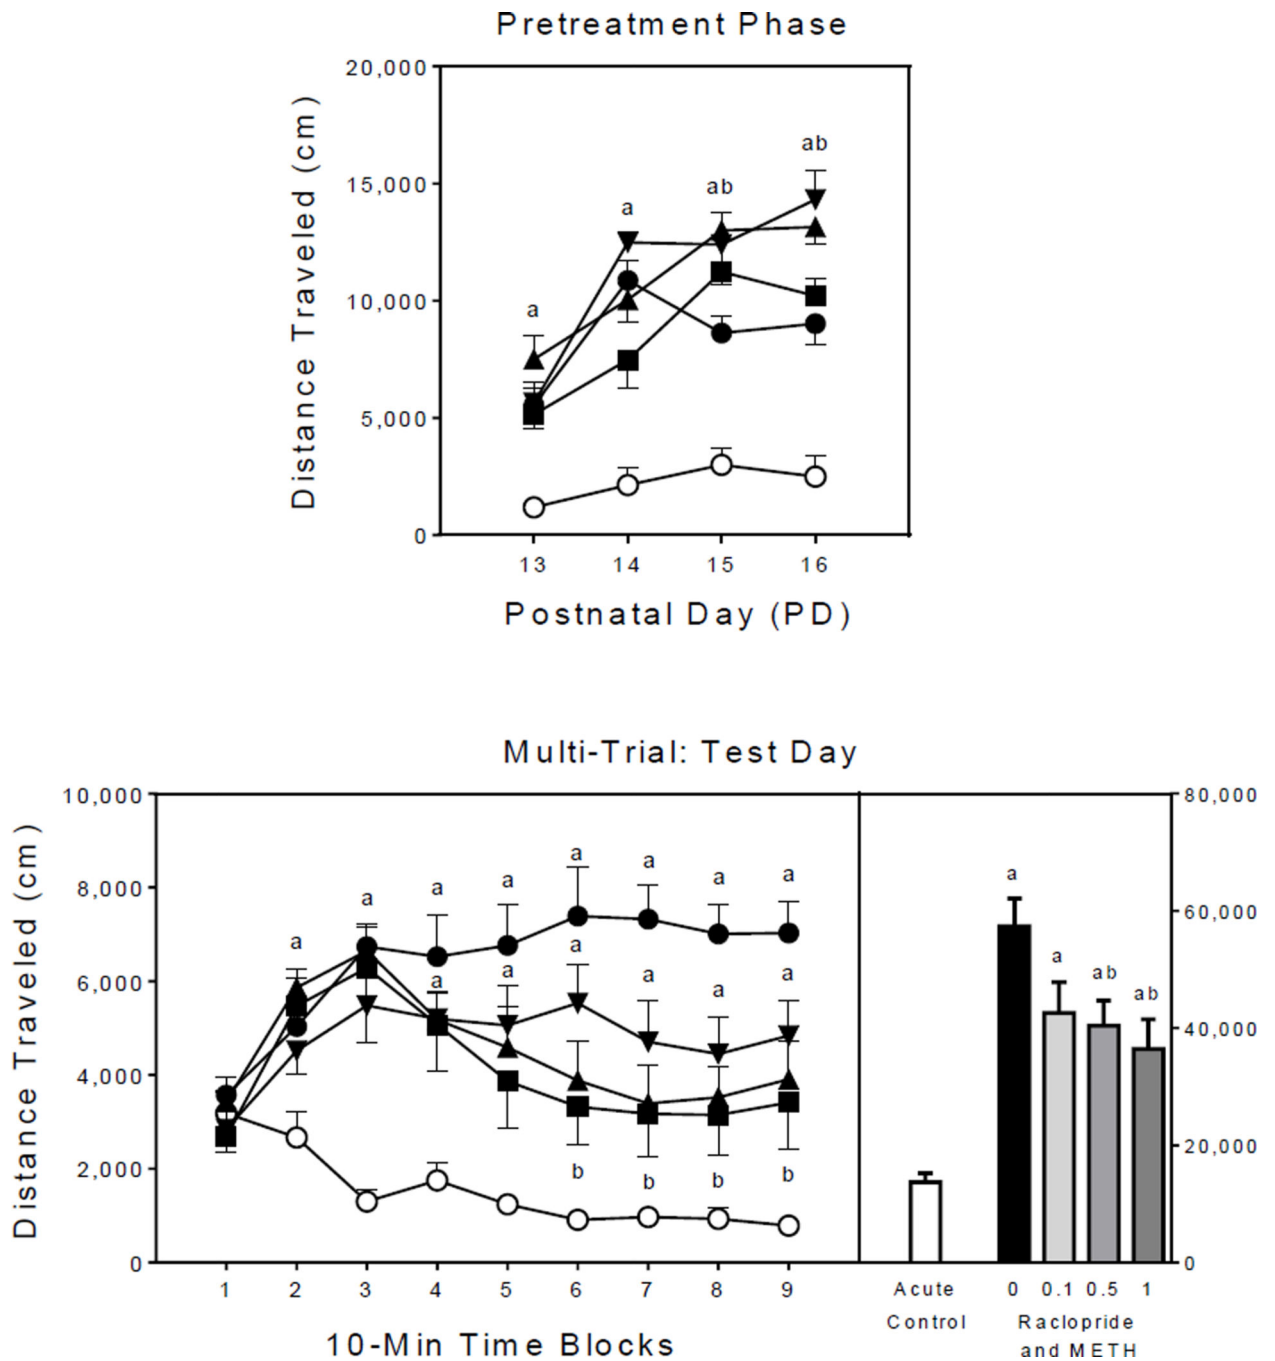 Pretreatment Phase
20,000
15,000
10,000
5,000
0
Distance Traveled (cm)
a
a
ab
ab
13 14 15 16
Postnatal Day (PD)
Multi-Trial: Test Day
10,000
8,000
6,000
4,000
2,000
0
Distance Traveled (cm)
a a a a a a a a
a a a a a a
b b b b
1 2 3 4 5 6 7 8 9
10-Min Time Blocks
80,000
60,000
40,000
20,000
0
a a ab ab
Acute 0 0.1 0.5 1
Control Raclopride
and METH